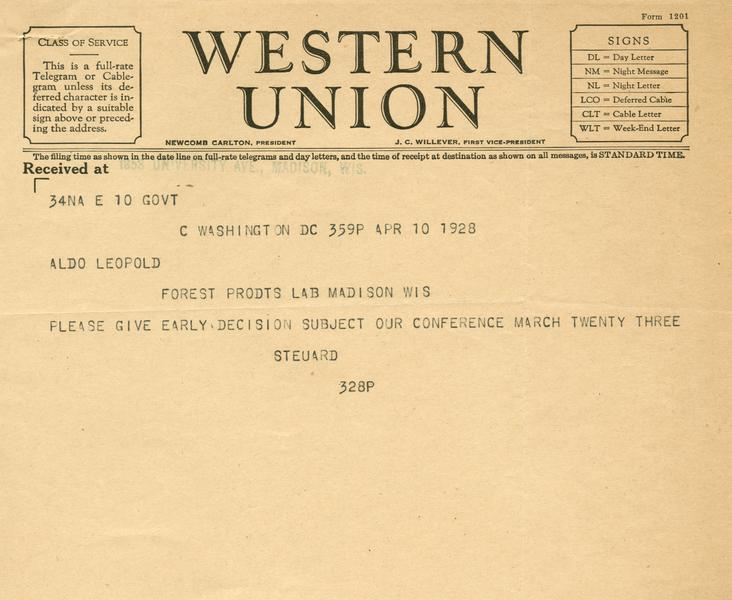 Form 1201
CLASS OF SERVICE
This is a full-rate
Telegram or Cable-
gram unless its de-
ferred character is in-
dicated by a suitable
sign above or preced-
ing the address.
WESTERN
UNION
NEWCOMB CARLTON, PRESIDENT
J. C. WILLEVER, FIRST VICE-PRESIDENT
SIGNS
DL = Day Letter
NM = Night Message
NL = Night Letter
LCO = Deferred Cable
CLT = Cable Letter
WLT = Week-End Letter
The filing time as shown in the date line on full-rate telegrams and day letters, and the time of receipt at destination as shown on all messages, is STANDARD TIME.
Received at 1853 UNIVERSITY AVE., MADISON, WIS.
34NA E 10 GOVT
C WASHINGTON DC 359P APR 10 1928
ALDO LEOPOLD
FOREST PRODTS LAB MADISON WIS
PLEASE GIVE EARLY DECISION SUBJECT OUR CONFERENCE MARCH TWENTY THREE
STEUARD
328P